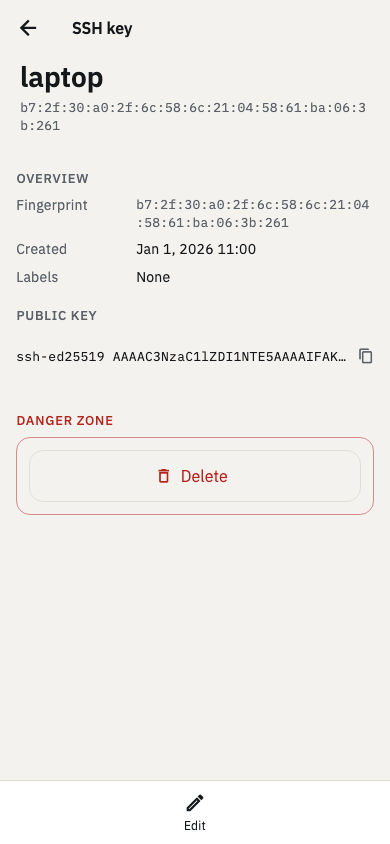 SSH key
laptop
b7:2f:30:a0:2f:6c:58:6c:21:04:58:61:ba:06:3
b:261
OVERVIEW
Fingerprint
b7:2f:30:a0:2f:6c:58:6c:21:04
:58:61:ba:06:3b:261
Created
Jan 1, 2026 11:00
Labels
None
PUBLIC KEY
ssh-ed25519 AAAAC3NzaC1lZDI1NTE5AAAAIFAK…
DANGER ZONE
Delete
Edit